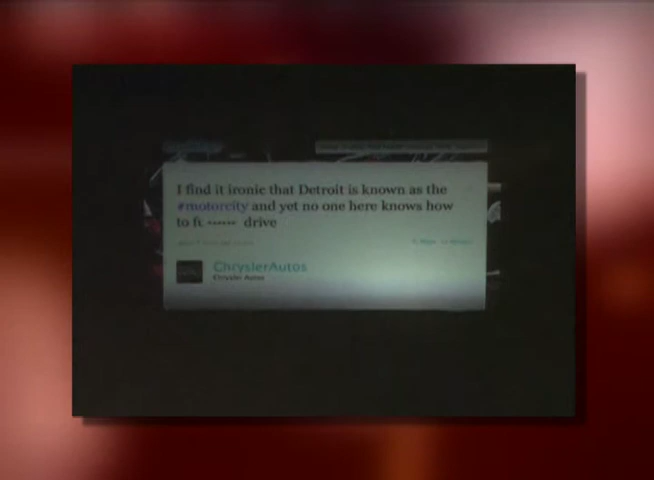 I find it ironic that Detroit is known as the
#motorcity and yet no one here knows how
to f( ------ drive
ChryslerAutos
Chrysler Autos